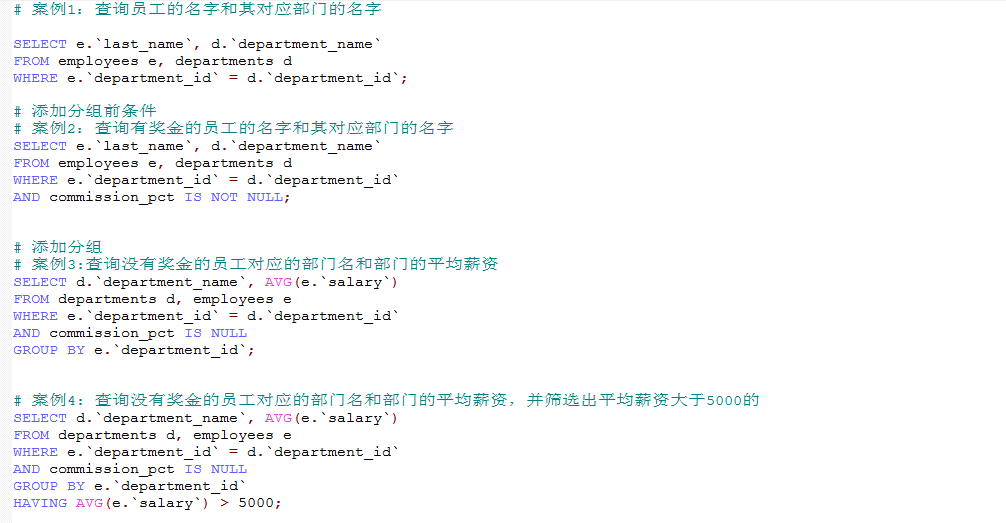 # 案例1：查询员工的名字和其对应部门的名字
SELECT e.`last_name`, d.`department_name`
FROM employees e, departments d
WHERE e.`department_id` = d.`department_id`;
# 添加分组前条件
# 案例2：查询有奖金的员工的名字和其对应部门的名字
SELECT e.`last_name`, d.`department_name`
FROM employees e, departments d
WHERE e.`department_id` = d.`department_id`
AND commission_pct IS NOT NULL;
# 添加分组
# 案例3:查询没有奖金的员工对应的部门名和部门的平均薪资
SELECT d.`department_name`, AVG(e.`salary`)
FROM departments d, employees e
WHERE e.`department_id` = d.`department_id`
AND commission_pct IS NULL
GROUP BY e.`department_id`;
# 案例4：查询没有奖金的员工对应的部门名和部门的平均薪资，并筛选出平均薪资大于5000的
SELECT d.`department_name`, AVG(e.`salary`)
FROM departments d, employees e
WHERE e.`department_id` = d.`department_id`
AND commission_pct IS NULL
GROUP BY e.`department_id`
HAVING AVG(e.`salary`) > 5000;